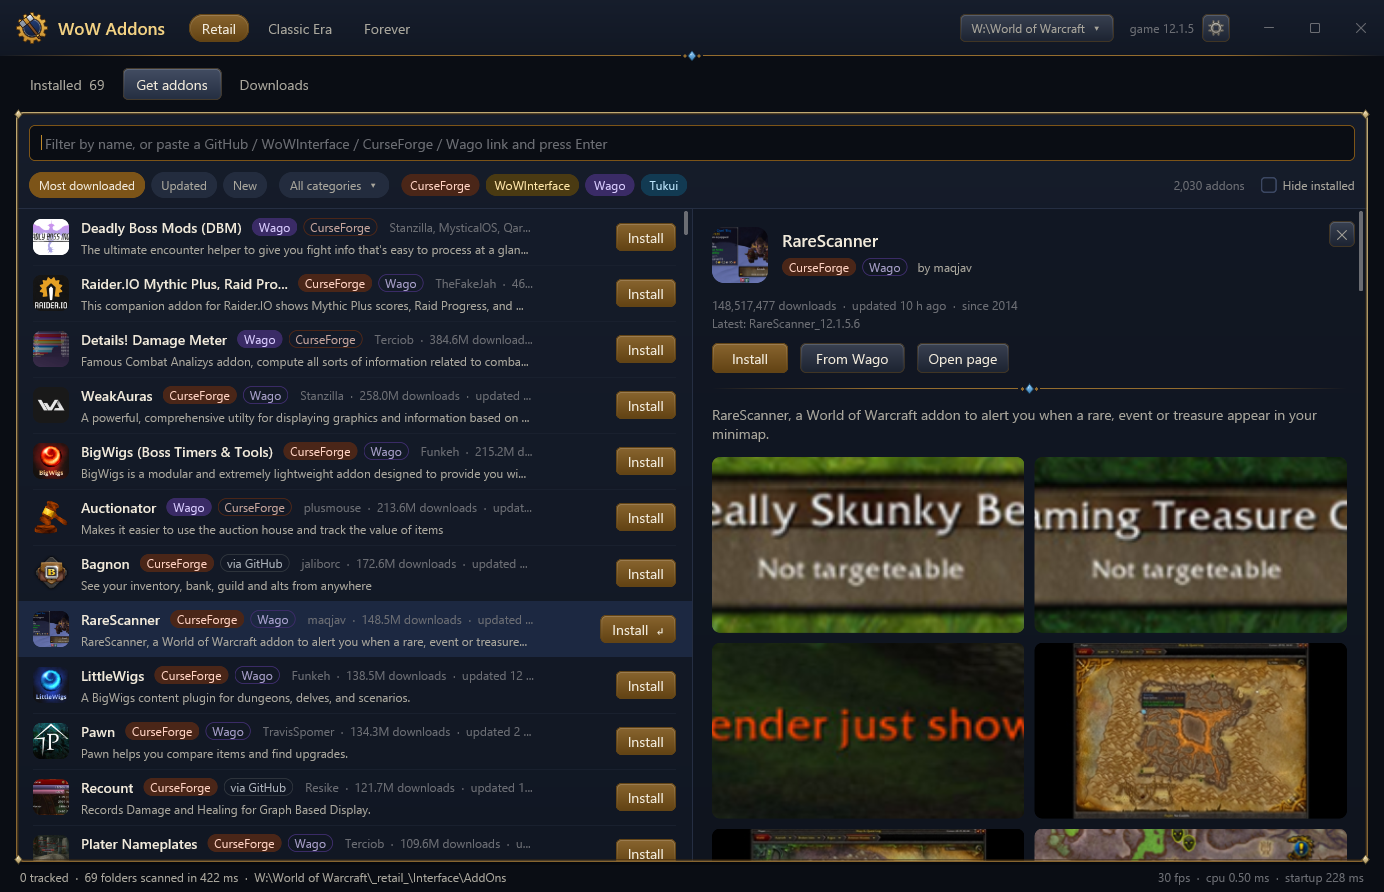 WoW Addons
Retail
Classic Era
Forever
W:\World of Warcraft
game 12.1.5
Installed 69
Get addons
Downloads
Filter by name, or paste a GitHub / WoWInterface / CurseForge / Wago link and press Enter
Most downloaded
Updated
New
All categories
CurseForge
WoWInterface
Wago
Tukui
2,030 addons
Hide installed
Deadly Boss Mods (DBM) Wago CurseForge Stanzilla, MysticalOS, Qar...
The ultimate encounter helper to give you fight info that's easy to process at a glan...
Install
RAIDER.IO
Raider.IO Mythic Plus, Raid Pro... CurseForge Wago TheFakeJah · 46...
This companion addon for Raider.IO shows Mythic Plus scores, Raid Progress, and ...
Install
Details! Damage Meter Wago CurseForge Terciob · 384.6M download...
Famous Combat Analizys addon, compute all sorts of information related to comba...
Install
WeakAuras CurseForge Wago Stanzilla · 258.0M downloads · updated ...
A powerful, comprehensive utilty for displaying graphics and information based on ...
Install
BigWigs
BigWigs (Boss Timers & Tools) CurseForge Wago Funkeh · 215.2M d...
BigWigs is a modular and extremely lightweight addon designed to provide you wi...
Install
Auctionator Wago CurseForge plusmouse · 213.6M downloads · updat...
Makes it easier to use the auction house and track the value of items
Install
B
Bagnon CurseForge via GitHub jaliborc · 172.6M downloads · updated ...
See your inventory, bank, guild and alts from anywhere
Install
RareScanner CurseForge Wago maqjav · 148.5M downloads · updated ...
RareScanner, a World of Warcraft addon to alert you when a rare, event or treasure...
Install
LittleWigs
LittleWigs CurseForge Wago Funkeh · 138.5M downloads · updated 12 ...
A BigWigs content plugin for dungeons, delves, and scenarios.
Install
Pawn CurseForge Wago TravisSpomer · 134.3M downloads · updated 2 ...
Pawn helps you compare items and find upgrades.
Install
Recount CurseForge via GitHub Resike · 121.7M downloads · updated 1...
Records Damage and Healing for Graph Based Display.
Install
Plater Nameplates CurseForge Wago Terciob · 109.6M downloads · u...
Install
RareScanner
CurseForge Wago by maqjav
148,517,477 downloads · updated 10 h ago · since 2014
Latest: RareScanner_12.1.5.6
Install
From Wago
Open page
RareScanner, a World of Warcraft addon to alert you when a rare, event or treasure appear in your
minimap.
eally Skunky Be
Not targeteable
aming Treasure C
Not targeteable
ender just show
0 tracked · 69 folders scanned in 422 ms · W:\World of Warcraft\_retail_\Interface\AddOns
30 fps · cpu 0.50 ms · startup 228 ms